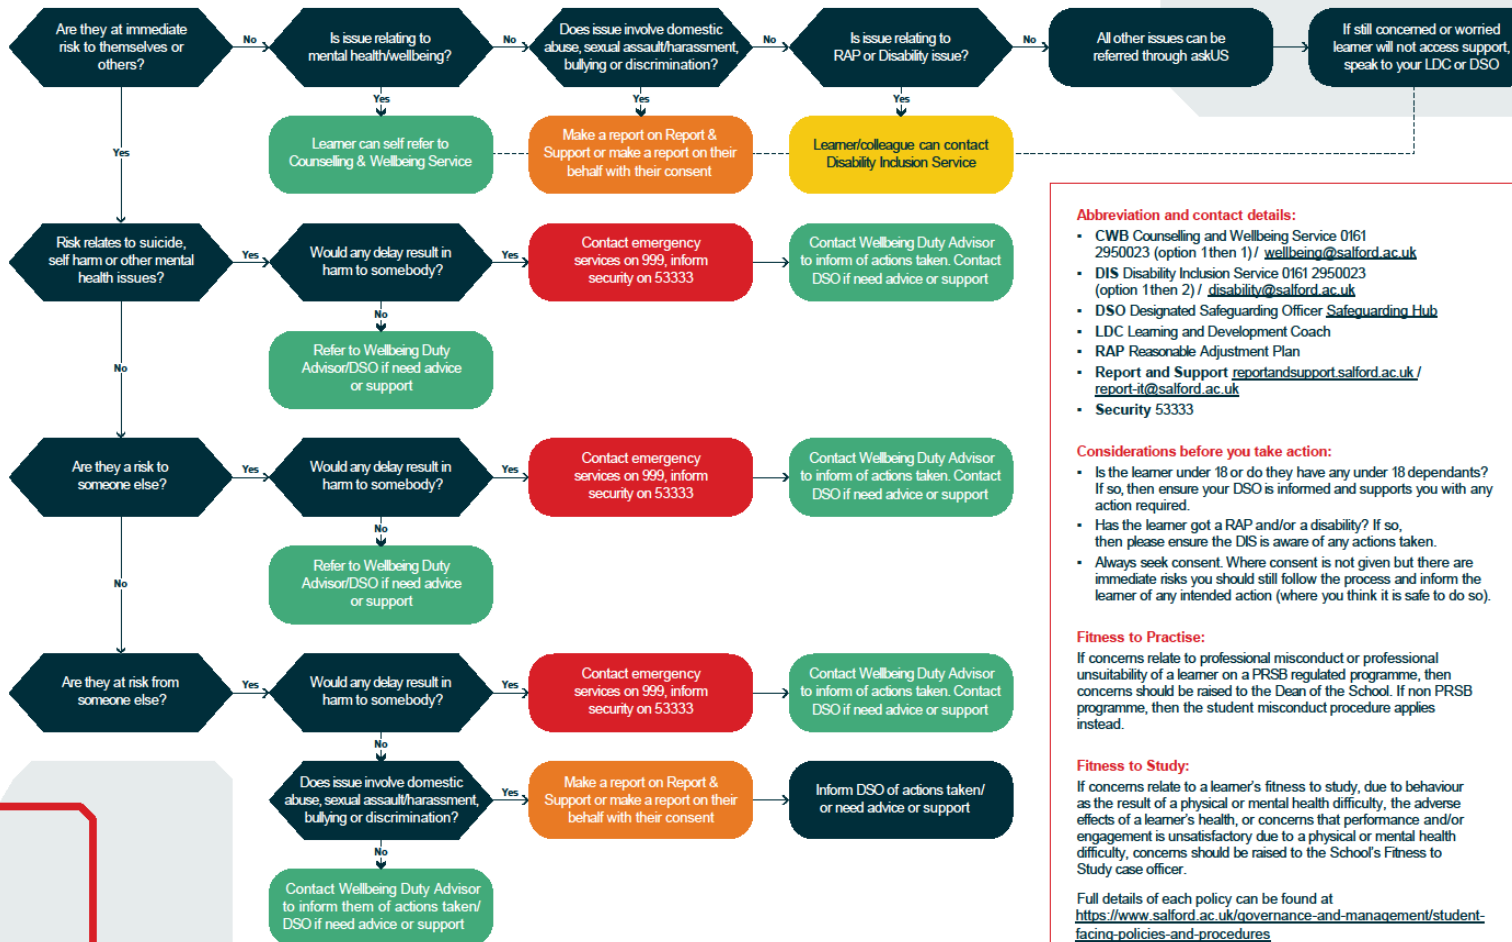 Are they at immediate
risk to themselves or
others?
No
Is issue relating to
mental health/wellbeing?
No
Does issue involve domestic
abuse, sexual assault/harassment,
bullying or discrimination?
No
Is issue relating to
RAP or Disability issue?
No
All other issues can be
referred through askUS
If still concerned or worried
learner will not access support,
speak to your LDC or DSO
Yes
Yes
Yes
Yes
Learner can self refer to
Counselling & Wellbeing Service
Make a report on Report &
Support or make a report on their
behalf with their consent
Learner/colleague can contact
Disability Inclusion Service
Risk relates to suicide,
self harm or other mental
health issues?
Yes
Would any delay result in
harm to somebody?
Yes
Contact emergency
services on 999, inform
security on 53333
Contact Wellbeing Duty Advisor
to inform of actions taken. Contact
DSO if need advice or support
No
No
Refer to Wellbeing Duty
Advisor/DSO if need advice
or support
Are they a risk to
someone else?
Yes
Would any delay result in
harm to somebody?
Yes
Contact emergency
services on 999, inform
security on 53333
Contact Wellbeing Duty Advisor
to inform of actions taken. Contact
DSO if need advice or support
No
No
Refer to Wellbeing Duty
Advisor/DSO if need advice
or support
Are they at risk from
someone else?
Yes
Would any delay result in
harm to somebody?
Yes
Contact emergency
services on 999, inform
security on 53333
Contact Wellbeing Duty Advisor
to inform of actions taken. Contact
DSO if need advice or support
No
Does issue involve domestic
abuse, sexual assault/harassment,
bullying or discrimination?
Yes
Make a report on Report &
Support or make a report on their
behalf with their consent
Inform DSO of actions taken/
or need advice or support
No
Contact Wellbeing Duty Advisor
to inform them of actions taken/
DSO if need advice or support
Abbreviation and contact details:
▪ CWB Counselling and Wellbeing Service 0161
2950023 (option 1 then 1) / wellbeing@salford.ac.uk
▪ DIS Disability Inclusion Service 0161 2950023
(option 1 then 2) / disability@salford.ac.uk
▪ DSO Designated Safeguarding Officer Safeguarding Hub
▪ LDC Learning and Development Coach
▪ RAP Reasonable Adjustment Plan
▪ Report and Support reportandsupport.salford.ac.uk /
report-it@salford.ac.uk
▪ Security 53333
Considerations before you take action:
▪ Is the learner under 18 or do they have any under 18 dependants?
If so, then ensure your DSO is informed and supports you with any
action required.
▪ Has the learner got a RAP and/or a disability? If so,
then please ensure the DIS is aware of any actions taken.
▪ Always seek consent. Where consent is not given but there are
immediate risks you should still follow the process and inform the
learner of any intended action (where you think it is safe to do so).
Fitness to Practise:
If concerns relate to professional misconduct or professional
unsuitability of a learner on a PRSB regulated programme, then
concerns should be raised to the Dean of the School. If non PRSB
programme, then the student misconduct procedure applies
instead.
Fitness to Study:
If concerns relate to a learner's fitness to study, due to behaviour
as the result of a physical or mental health difficulty, the adverse
effects of a learner's health, or concerns that performance and/or
engagement is unsatisfactory due to a physical or mental health
difficulty, concerns should be raised to the School's Fitness to
Study case officer.
Full details of each policy can be found at
https://www.salford.ac.uk/governance-and-management/student-
facing-policies-and-procedures